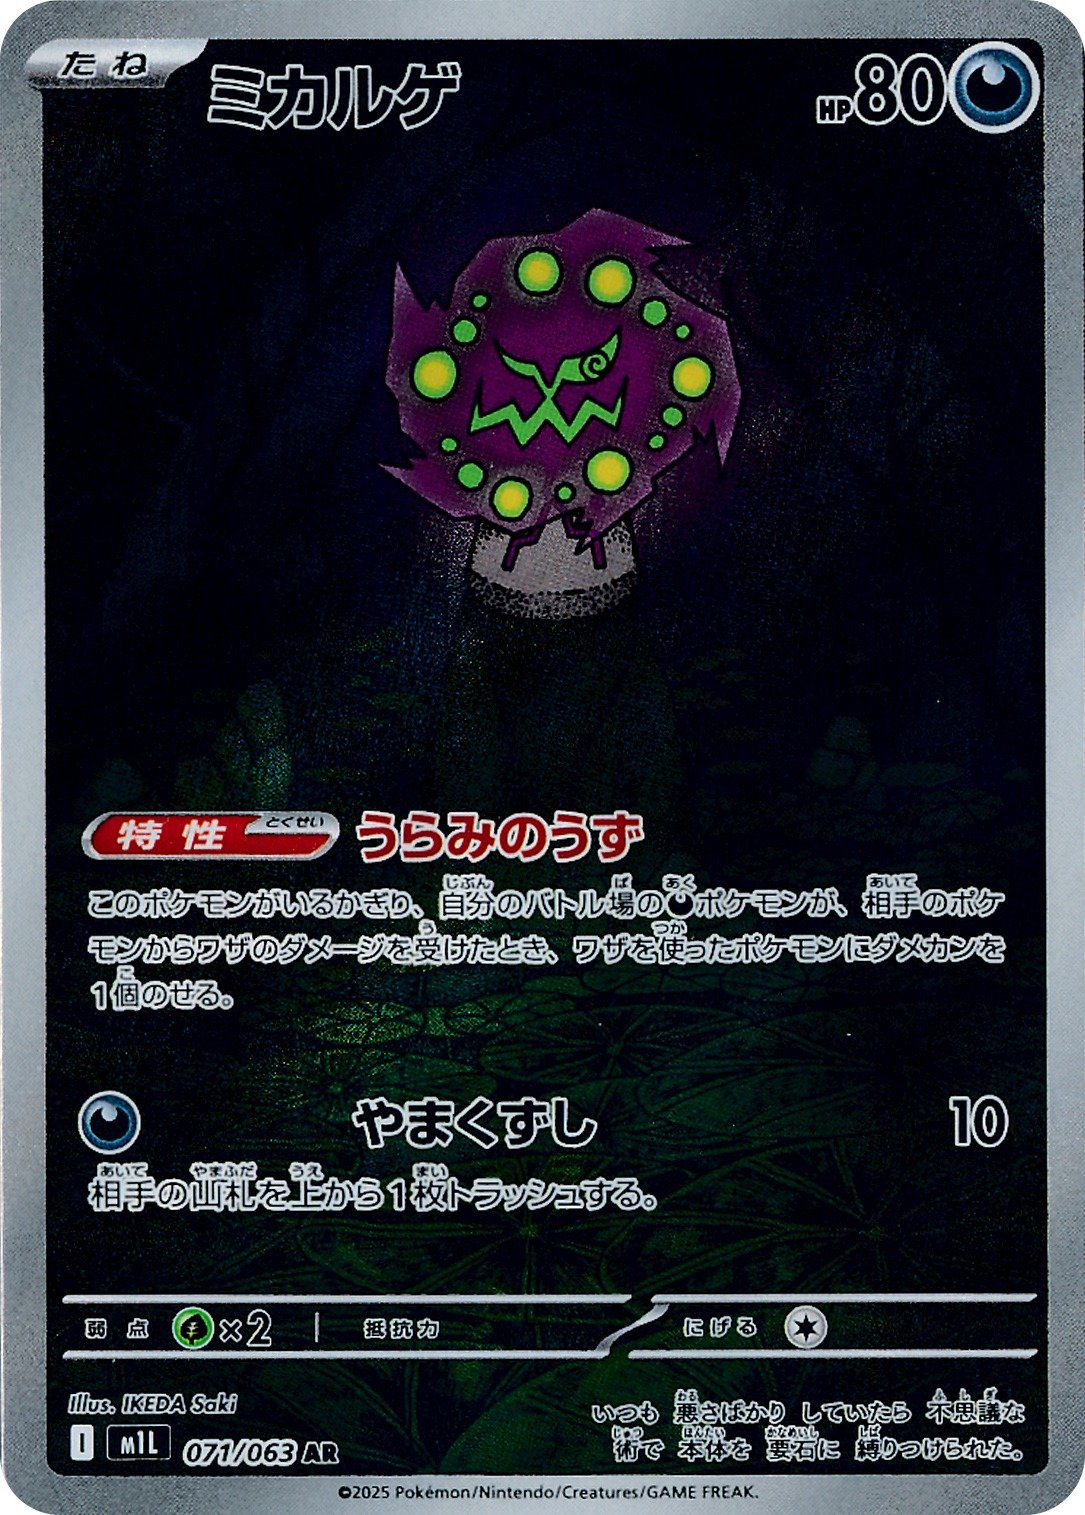 たね
ミカルゲ
HP80
特性 とくせい うらみのうず
このポケモンがいるかぎり、自分のバトル場のポケモンが、相手のポケ
モンからワザのダメージを受けたとき、ワザを使ったポケモンにダメカンを
1個のせる。
やまくずし 10
相手の山札を上から1枚トラッシュする。
弱点 ×2 抵抗力 にげる
Illus. IKEDA Saki
いつも 悪さばかり していたら 不思議な
術で 本体を 要石に 縛りつけられた。
I M1L 071/063 AR
©2025 Pokémon/Nintendo/Creatures/GAME FREAK.